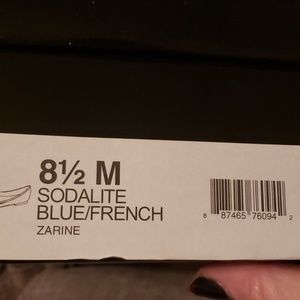 8½ M
SODALITE
BLUE/FRENCH
ZARINE
8 87465 76094 2